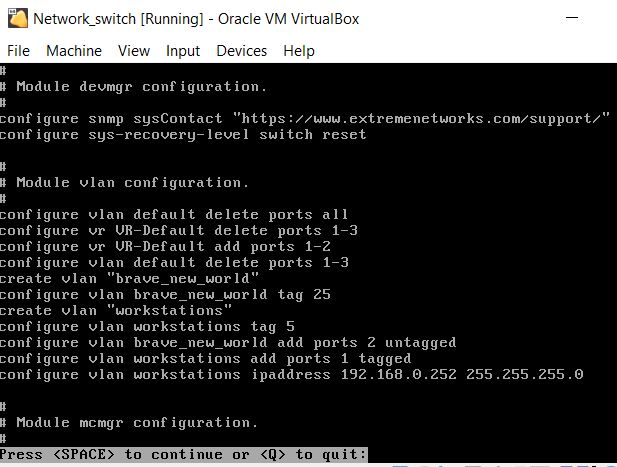 Network_switch [Running] - Oracle VM VirtualBox
File Machine View Input Devices Help
#
# Module devmgr configuration.
#
configure snmp sysContact "https://www.extremenetworks.com/support/"
configure sys-recovery-level switch reset
#
# Module vlan configuration.
#
configure vlan default delete ports all
configure vr VR-Default delete ports 1-3
configure vr VR-Default add ports 1-2
configure vlan default delete ports 1-3
create vlan "brave_new_world"
configure vlan brave_new_world tag 25
create vlan "workstations"
configure vlan workstations tag 5
configure vlan brave_new_world add ports 2 untagged
configure vlan workstations add ports 1 tagged
configure vlan workstations ipaddress 192.168.0.252 255.255.255.0
#
# Module mcmgr configuration.
#
Press <SPACE> to continue or <Q> to quit: